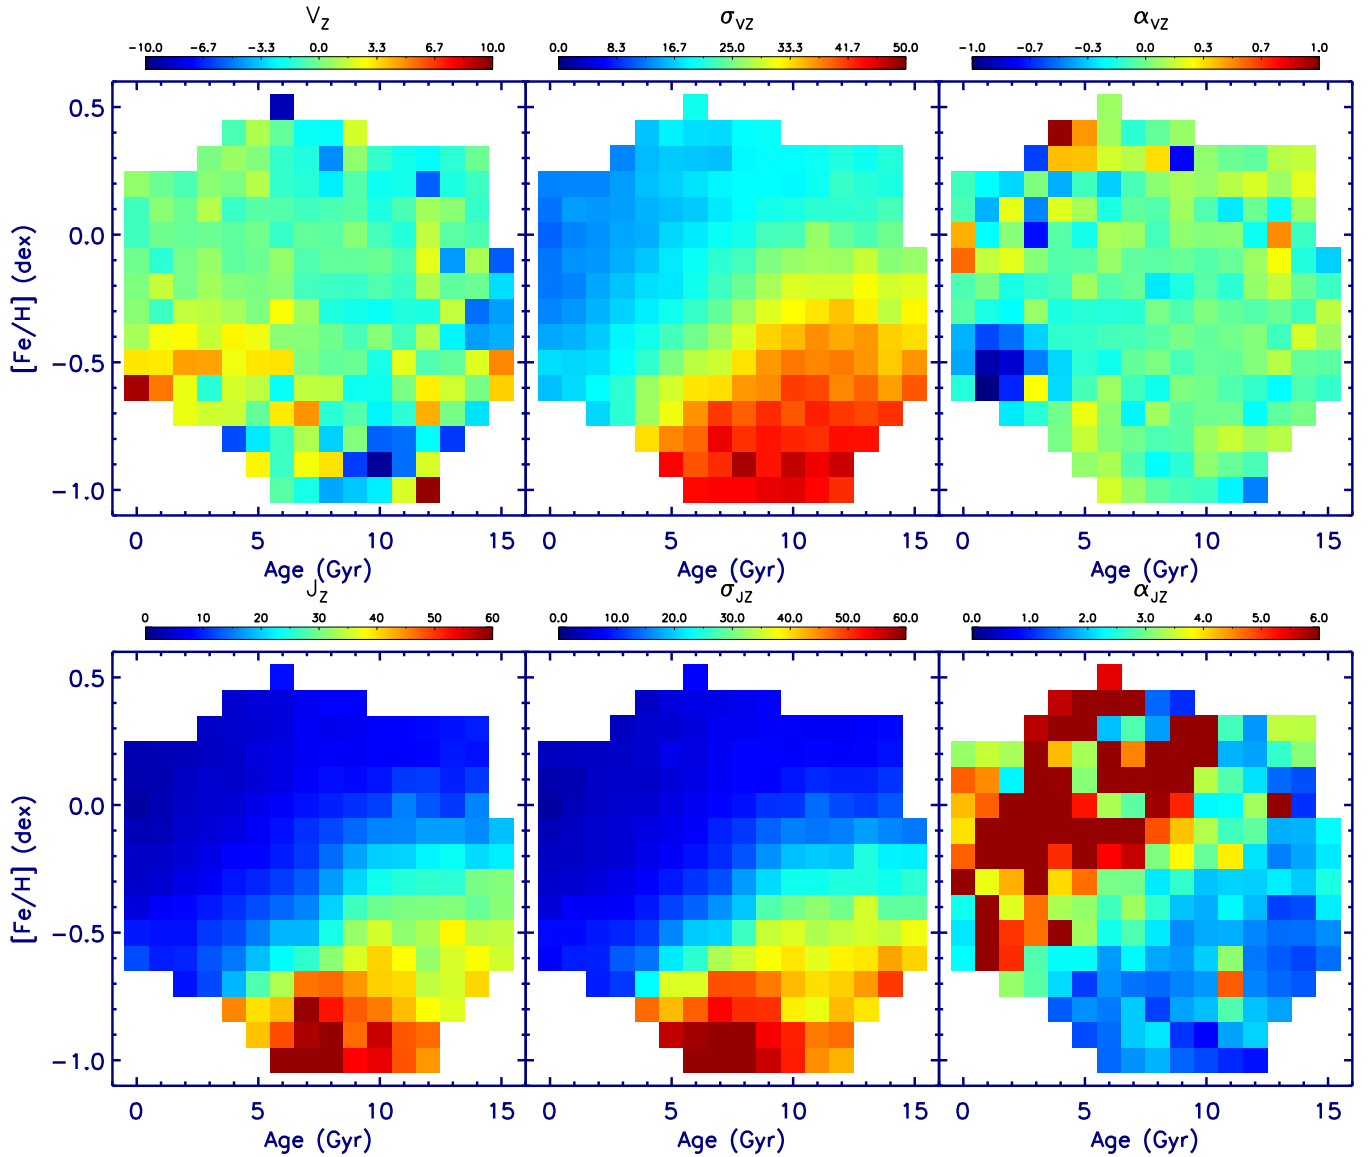 V_Z σ_VZ α_VZ
−10.0 −6.7 −3.3 0.0 3.3 6.7 10.0 0.0 8.3 16.7 25.0 33.3 41.7 50.0 −1.0 −0.7 −0.3 0.0 0.3 0.7 1.0
0.5
0.0
−0.5
−1.0
[Fe/H] (dex)
0 5 10 15 0 5 10 15 0 5 10 15
Age (Gyr) Age (Gyr) Age (Gyr)
J_Z σ_JZ α_JZ
0 10 20 30 40 50 60 0.0 10.0 20.0 30.0 40.0 50.0 60.0 0.0 1.0 2.0 3.0 4.0 5.0 6.0
0.5
0.0
−0.5
−1.0
[Fe/H] (dex)
0 5 10 15 0 5 10 15 0 5 10 15
Age (Gyr) Age (Gyr) Age (Gyr)